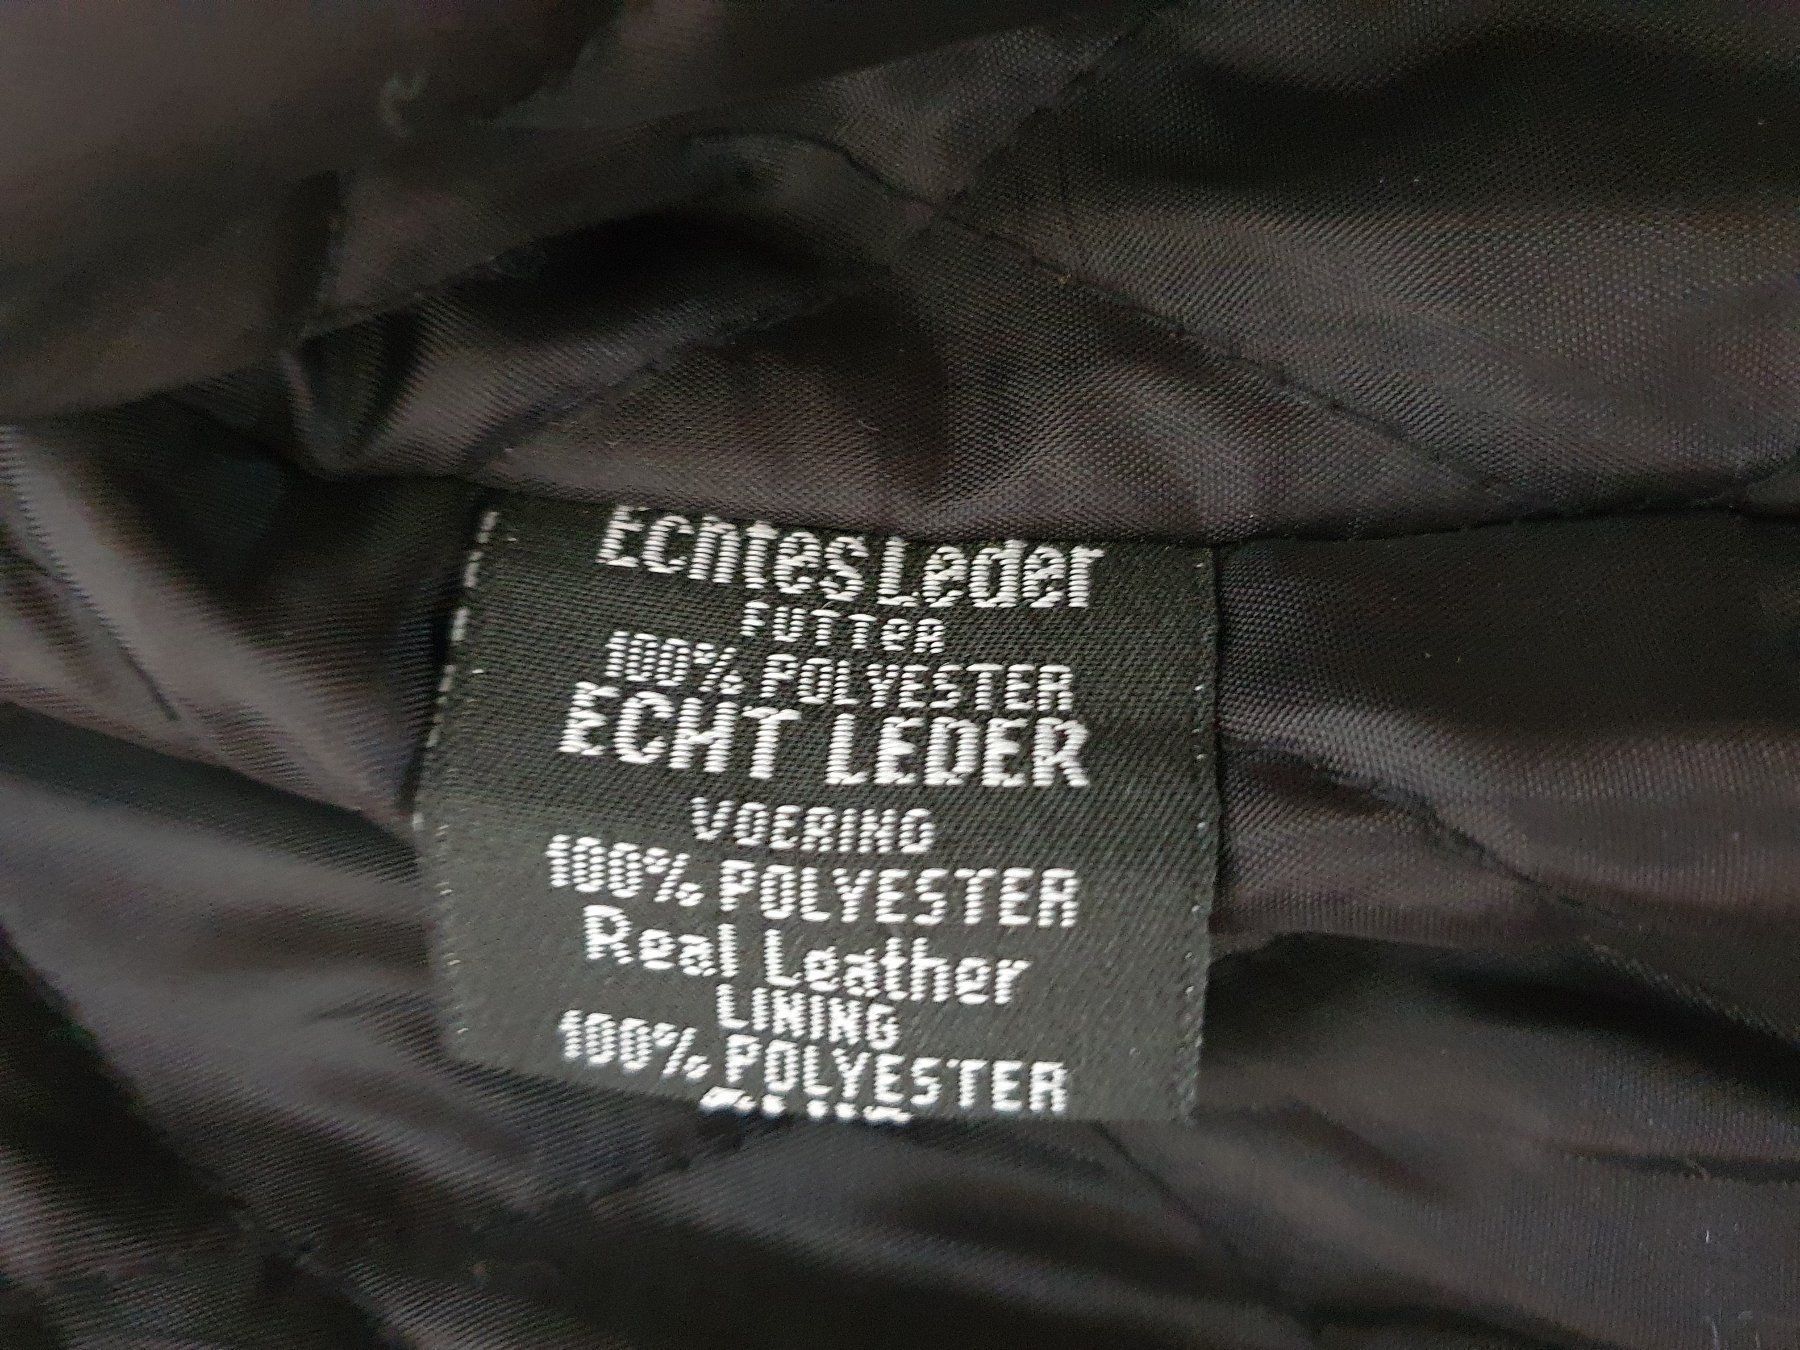 Echtes Leder
FUTTeR
100% POLYESTER
ECHT LEDER
VOERING
100% POLYESTER
Real Leather
LINING
100% POLYESTER